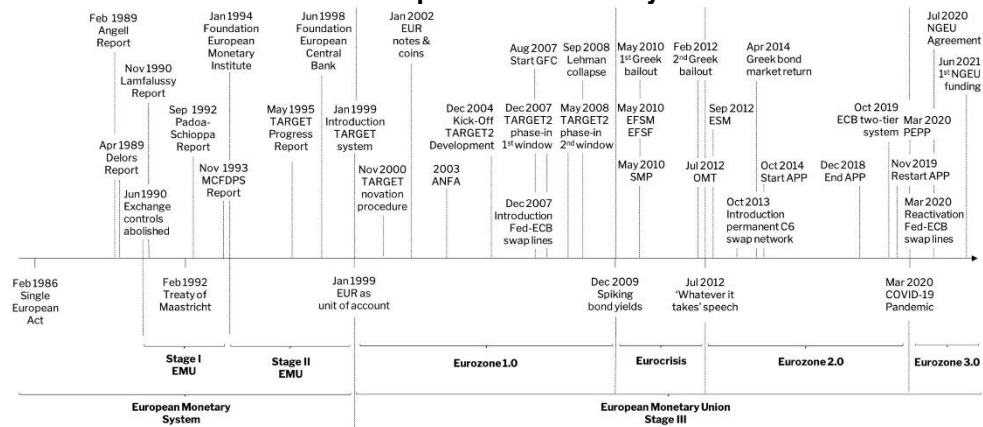 Feb 1989
Angell
Report
Nov 1990
Lamfalussy
Report
Apr 1989
Delors
Report
Jun 1990
Exchange
controls
abolished
Sep 1992
Padoa-
Schioppa
Report
Jan 1994
Foundation
European
Monetary
Institute
Nov 1993
MCFDPS
Report
May 1995
TARGET
Progress
Report
Jun 1998
Foundation
European
Central
Bank
Jan 1999
Introduction
TARGET
system
Jan 2002
EUR
notes &
coins
Nov 2000
TARGET
novation
procedure
2003
ANFA
Dec 2004
Kick-Off
TARGET2
Development
Aug 2007
Start GFC
Dec 2007
TARGET2
phase-in
1st window
Dec 2007
Introduction
Fed-ECB
swap lines
Sep 2008
Lehman
collapse
May 2008
TARGET2
phase-in
2nd window
May 2010
1st Greek
bailout
May 2010
EFSM
EFSF
May 2010
SMP
Feb 2012
2nd Greek
bailout
Sep 2012
ESM
Jul 2012
OMT
Apr 2014
Greek bond
market return
Oct 2014
Start APP
Oct 2013
Introduction
permanent C6
swap network
Dec 2018
End APP
Oct 2019
ECB two-tier
system
Nov 2019
Restart APP
Jul 2020
NGEU
Agreement
Jun 2021
1st NGEU
funding
Mar 2020
PEPP
Mar 2020
Reactivation
Fed-ECB
swap lines
Feb 1986
Single
European
Act
Feb 1992
Treaty of
Maastricht
Jan 1999
EUR as
unit of account
Dec 2009
Spiking
bond yields
Jul 2012
'Whatever it
takes' speech
Mar 2020
COVID-19
Pandemic
Stage I
EMU
Stage II
EMU
Eurozone 1.0
Eurocrisis
Eurozone 2.0
Eurozone 3.0
European Monetary
System
European Monetary Union
Stage III